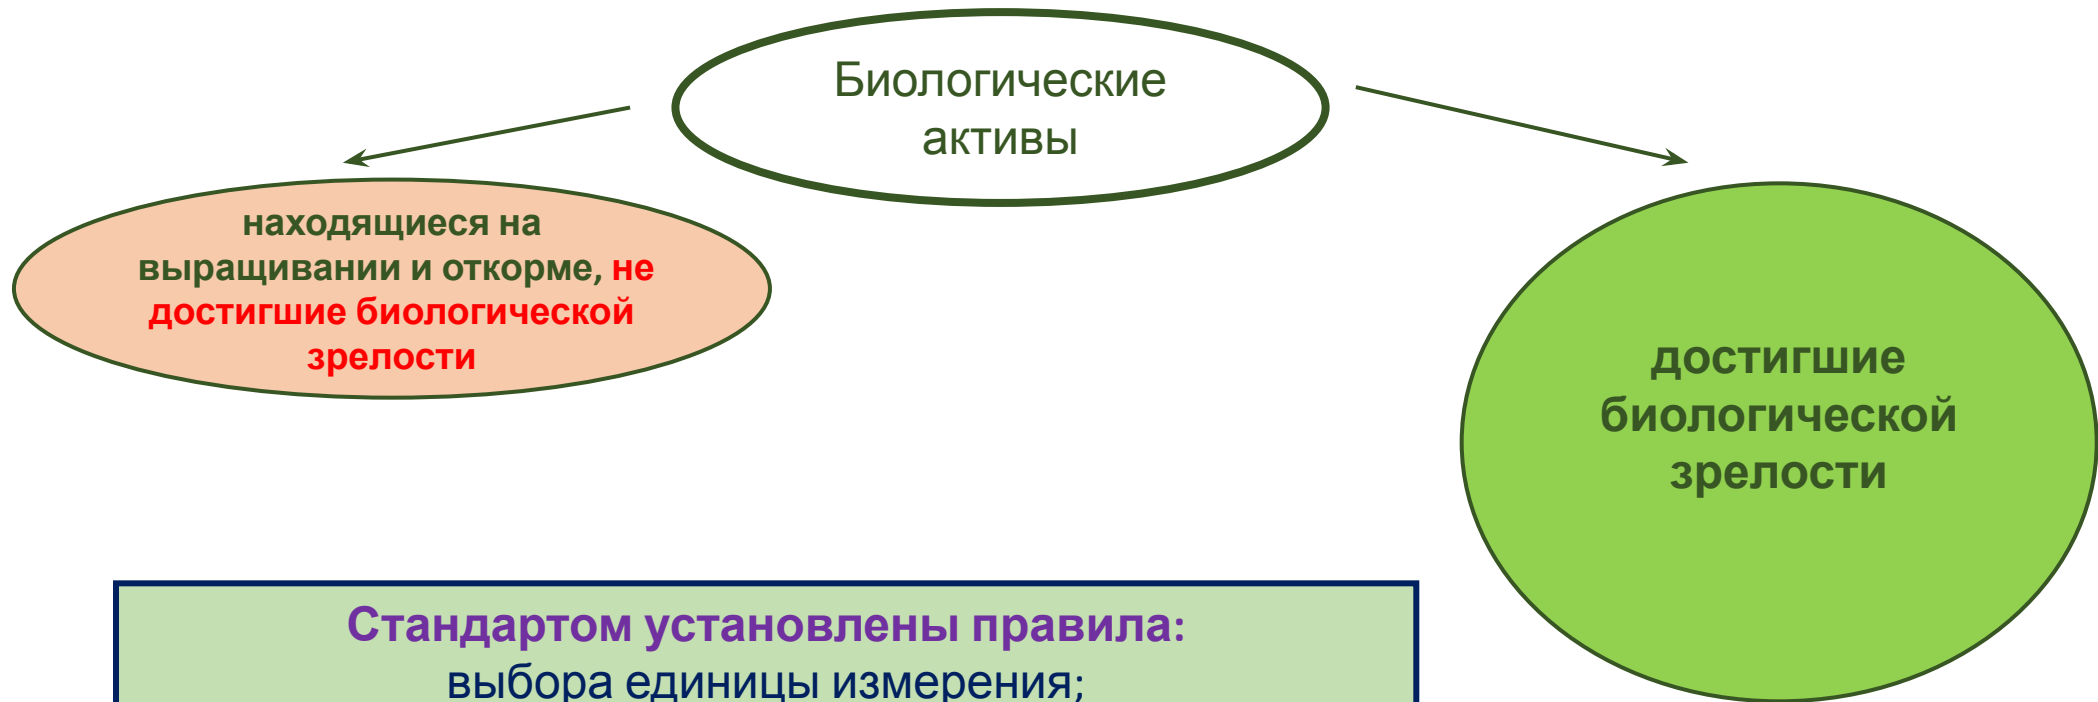 Биологические
активы
находящиеся на
выращивании и откорме, не
достигшие биологической
зрелости
достигшие
биологической
зрелости
Стандартом установлены правила:
выбора единицы измерения;